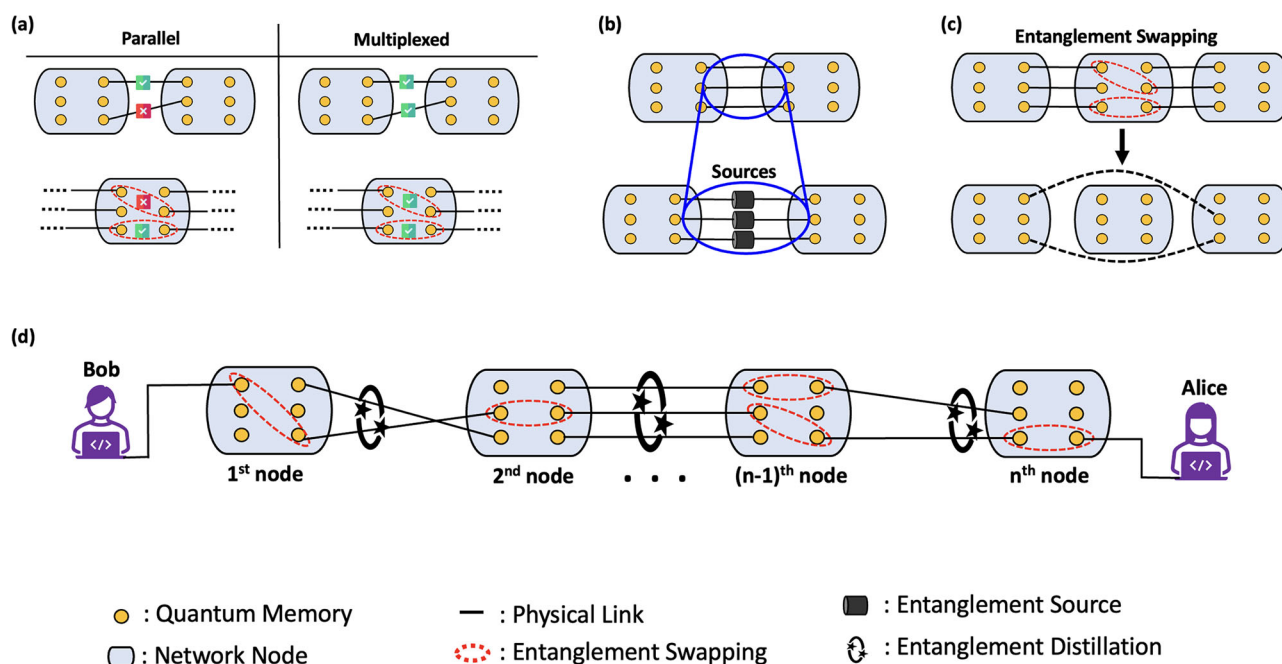 (a)
Parallel
Multiplexed
(b)
Sources
(c)
Entanglement Swapping
(d)
Bob
</>
1st node
2nd node
. . .
(n-1)th node
nth node
Alice
</>
: Quantum Memory
: Physical Link
: Entanglement Source
: Network Node
: Entanglement Swapping
: Entanglement Distillation